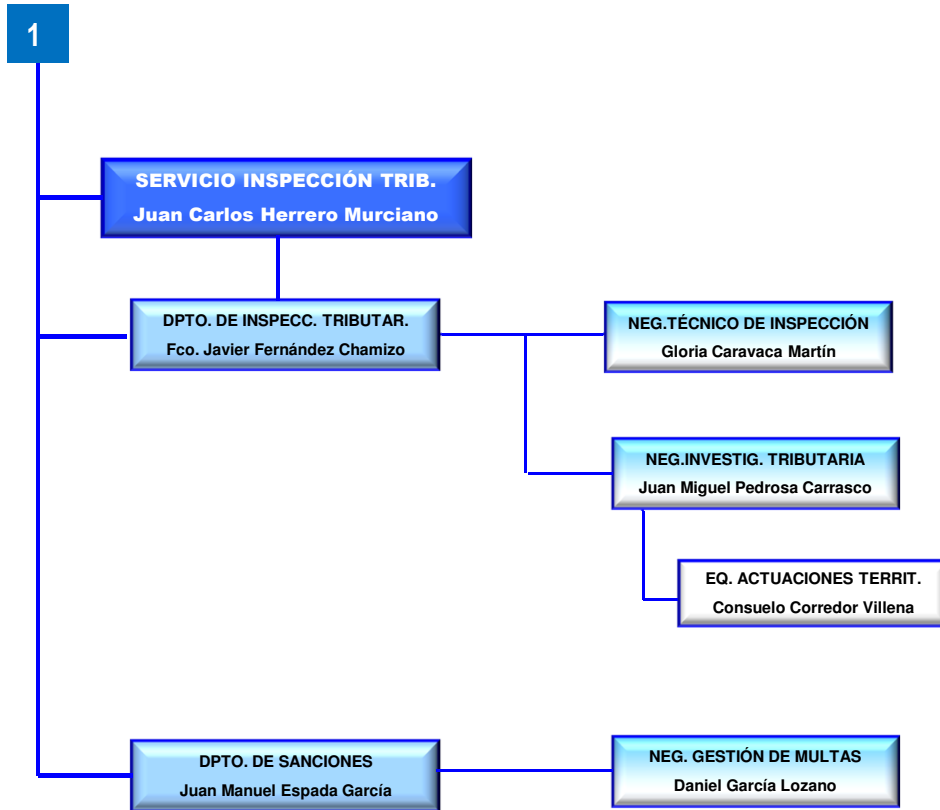 1
SERVICIO INSPECCIÓN TRIB.
Juan Carlos Herrero Murciano
DPTO. DE INSPECC. TRIBUTAR.
Fco. Javier Fernández Chamizo
NEG.TÉCNICO DE INSPECCIÓN
Gloria Caravaca Martín
NEG.INVESTIG. TRIBUTARIA
Juan Miguel Pedrosa Carrasco
EQ. ACTUACIONES TERRIT.
Consuelo Corredor Villena
DPTO. DE SANCIONES
Juan Manuel Espada García
NEG. GESTIÓN DE MULTAS
Daniel García Lozano